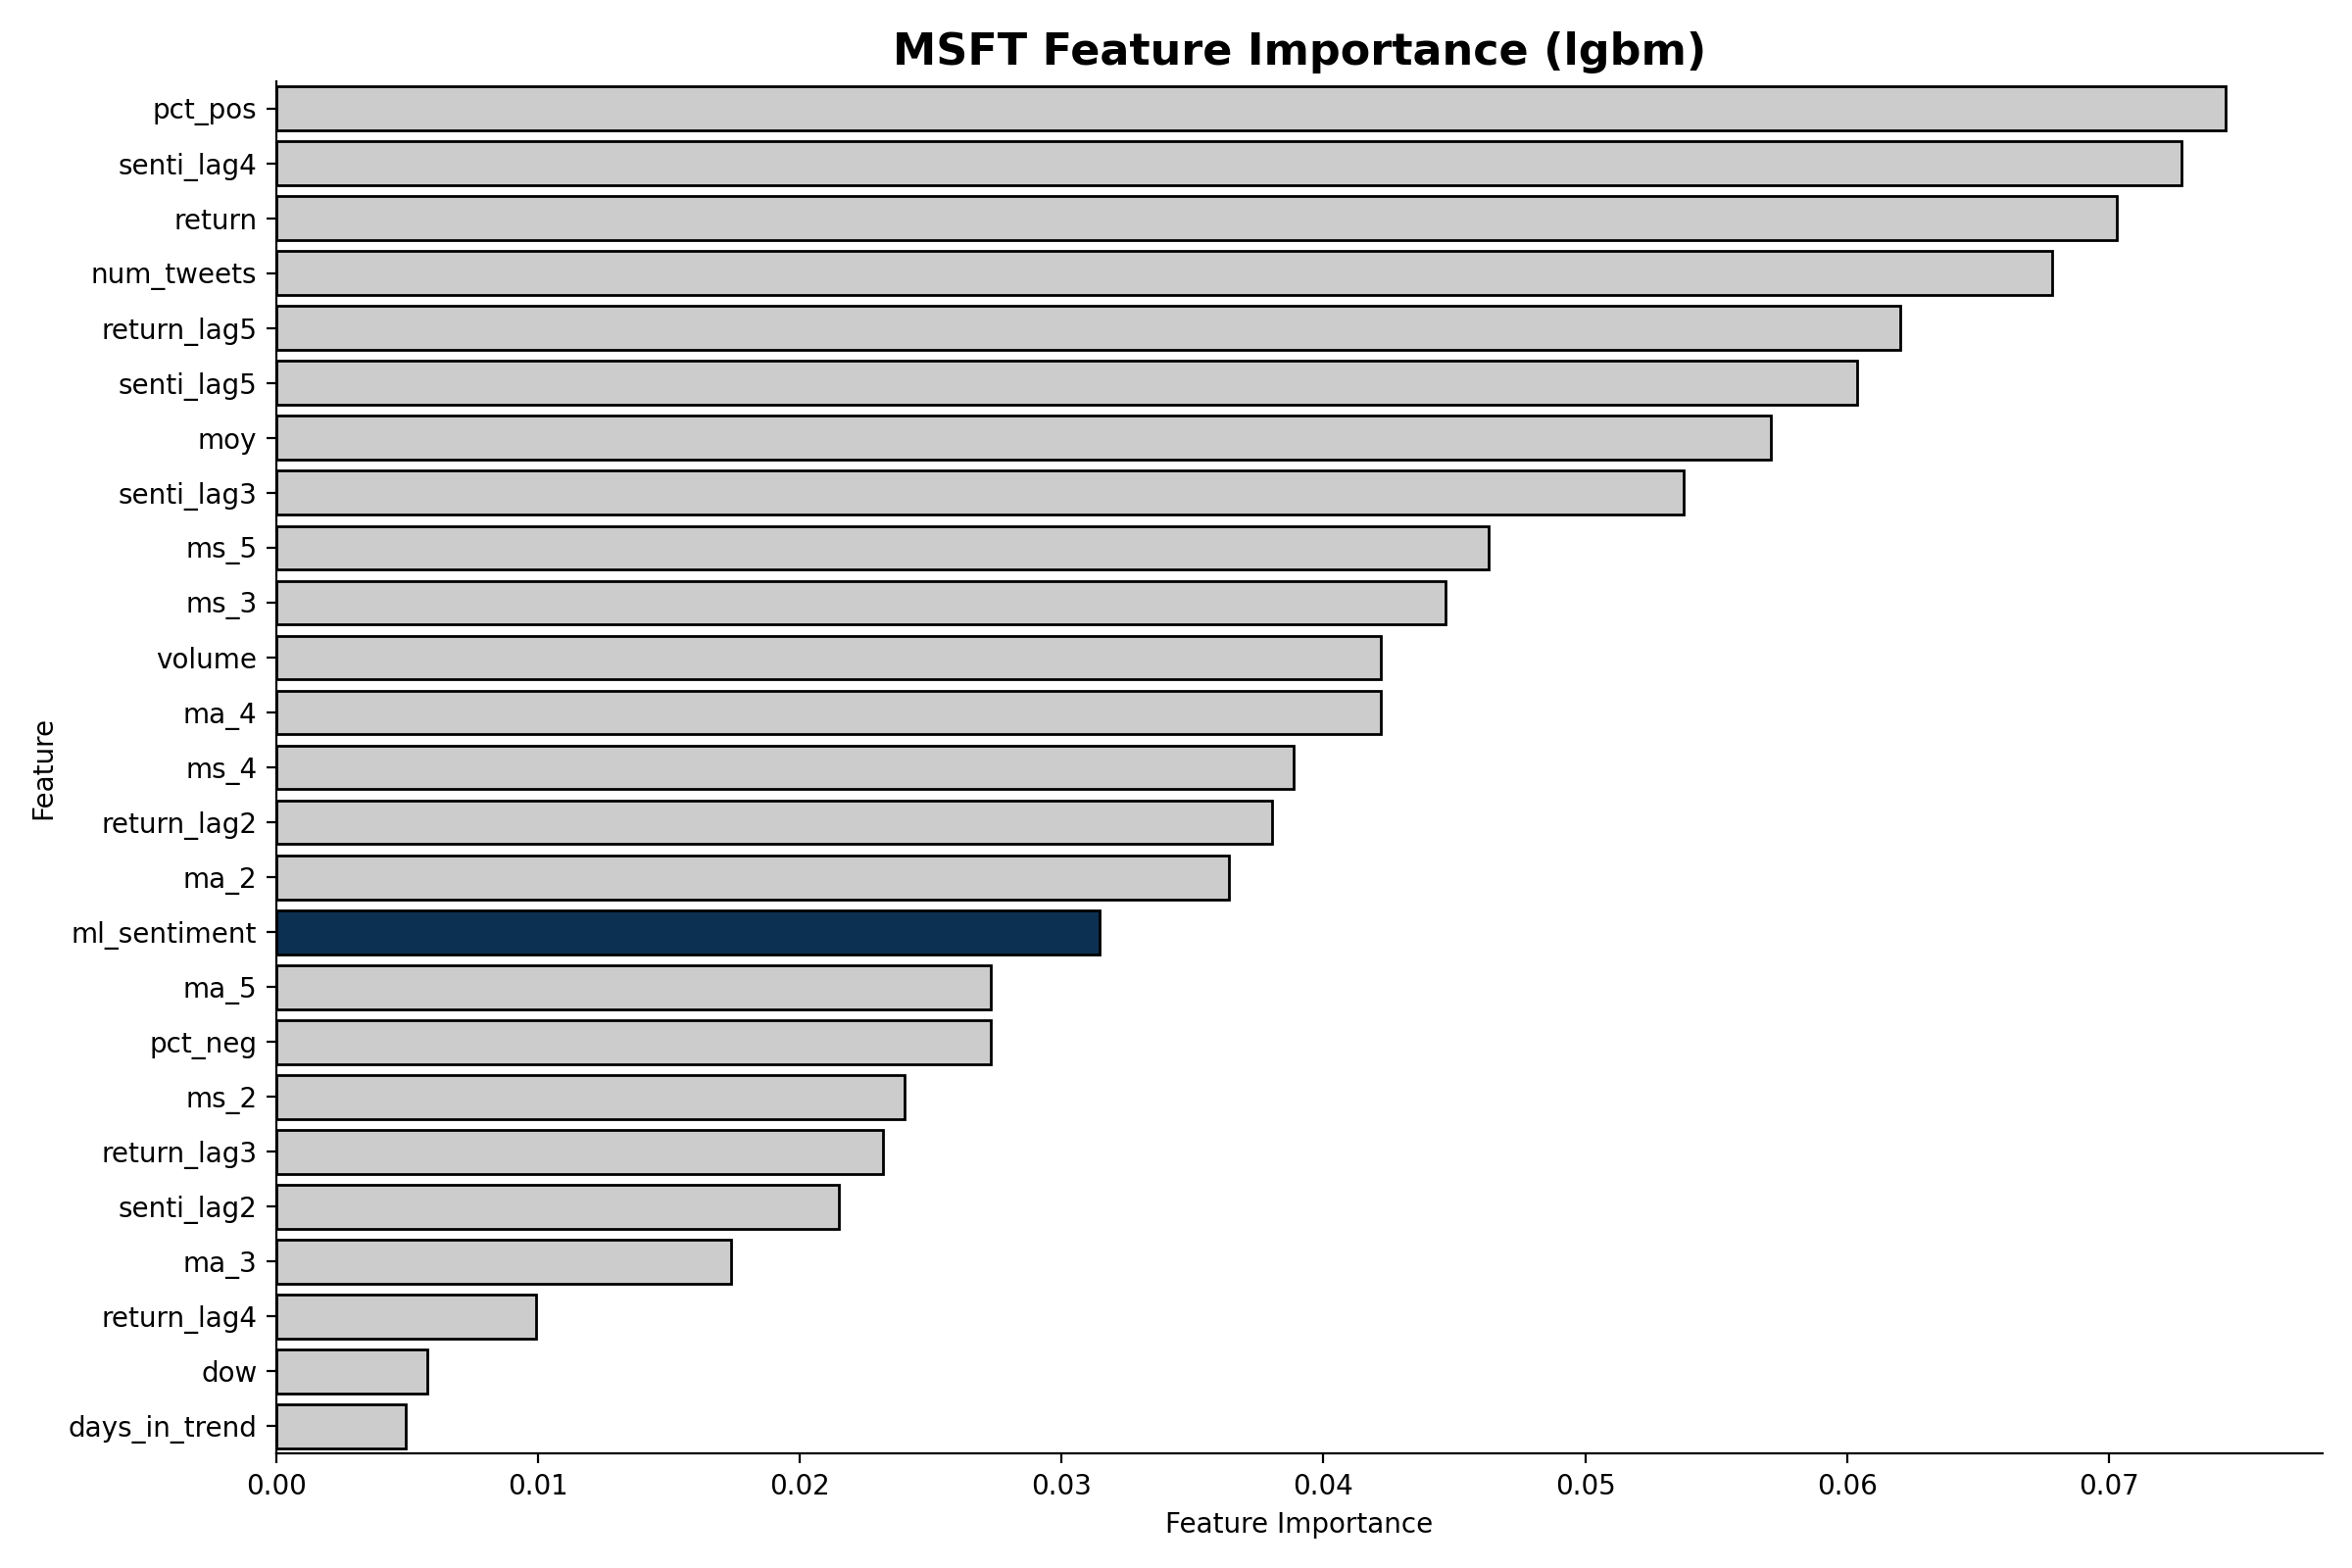 MSFT Feature Importance (lgbm)
pct_pos
senti_lag4
return
num_tweets
return_lag5
senti_lag5
moy
senti_lag3
ms_5
ms_3
volume
ma_4
ms_4
return_lag2
ma_2
ml_sentiment
ma_5
pct_neg
ms_2
return_lag3
senti_lag2
ma_3
return_lag4
dow
days_in_trend
Feature
0.00 0.01 0.02 0.03 0.04 0.05 0.06 0.07
Feature Importance